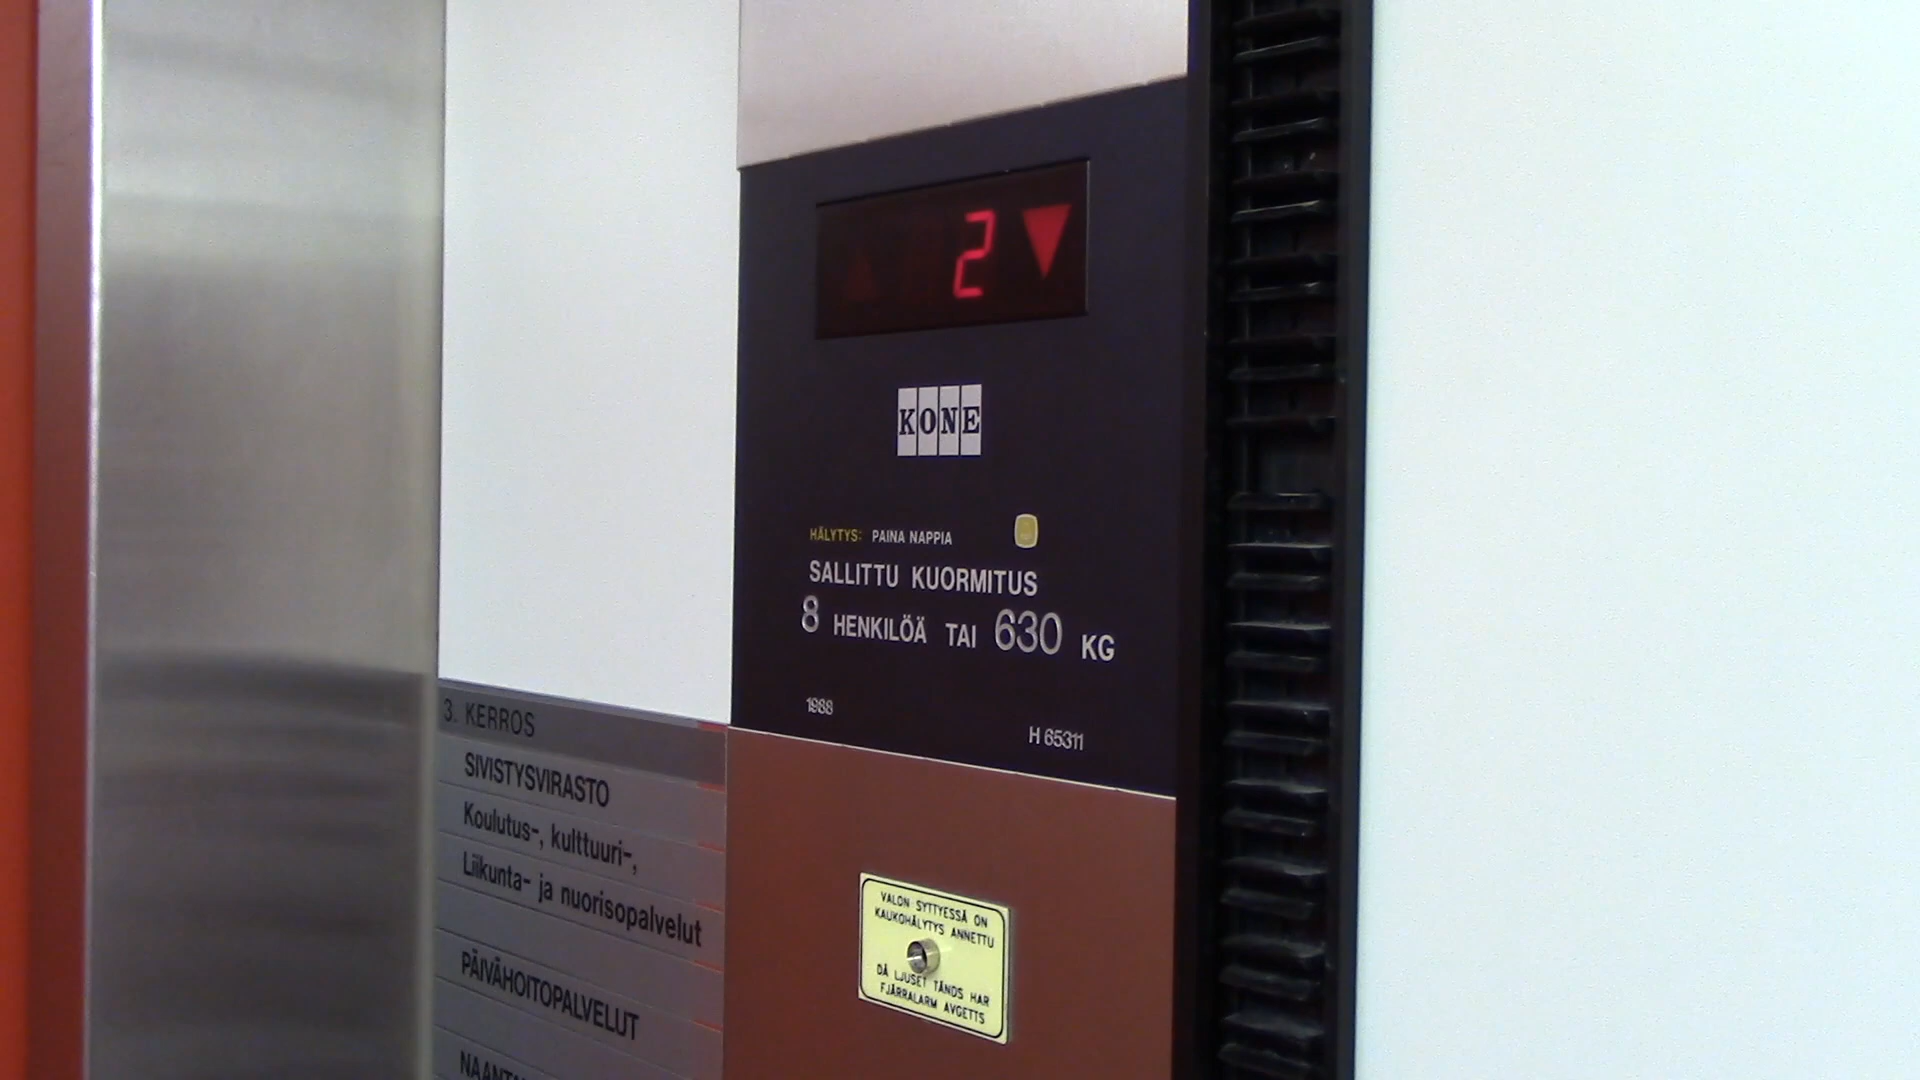 2
KONE
HÄLYTYS: PAINA NAPPIA
SALLITTU KUORMITUS
8 HENKILÖÄ TAI 630 KG
1988
H 65311
3. KERROS
SIVISTYSVIRASTO
Koulutus-, kulttuuri-,
Liikunta- ja nuorisopalvelut
PÄIVÄHOITOPALVELUT
VALON SYTTYESSÄ ON
KAUKOHÄLYTYS ANNETTU
DÅ LJUSET TÄNDS HAR
FJÄRRALARM AVGETTS